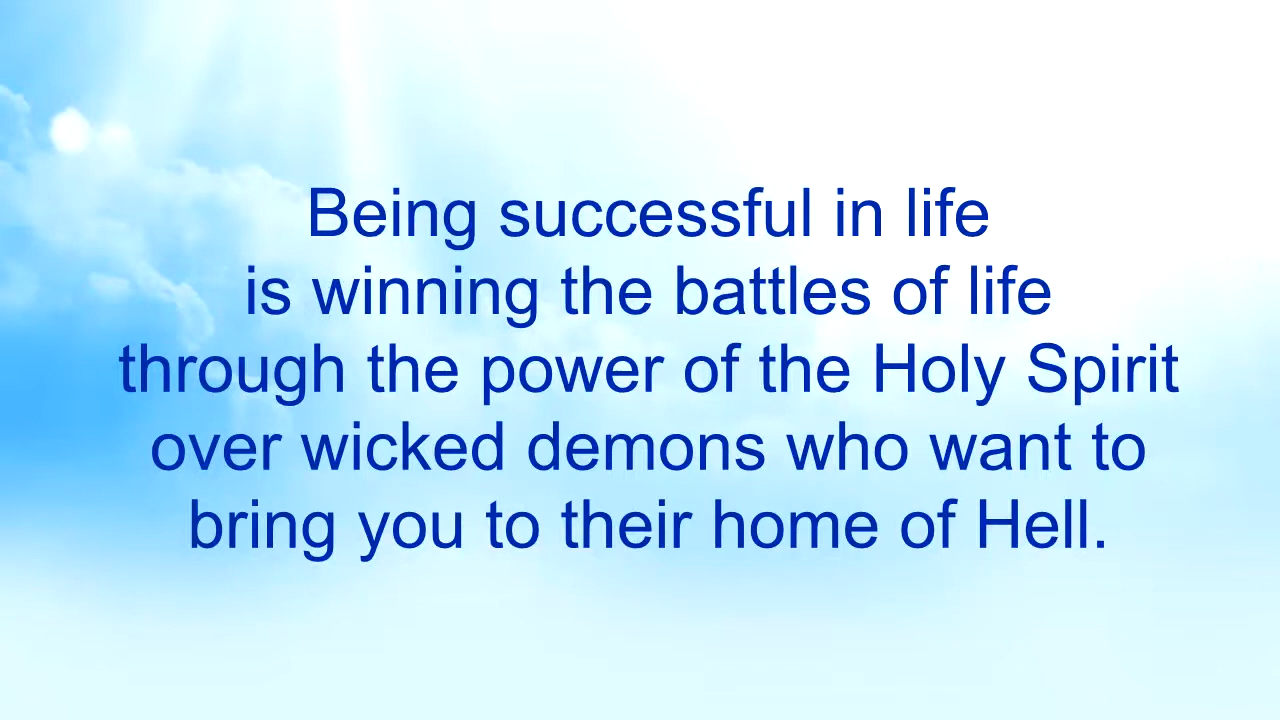 Being successful in life
is winning the battles of life
through the power of the Holy Spirit
over wicked demons who want to
bring you to their home of Hell.